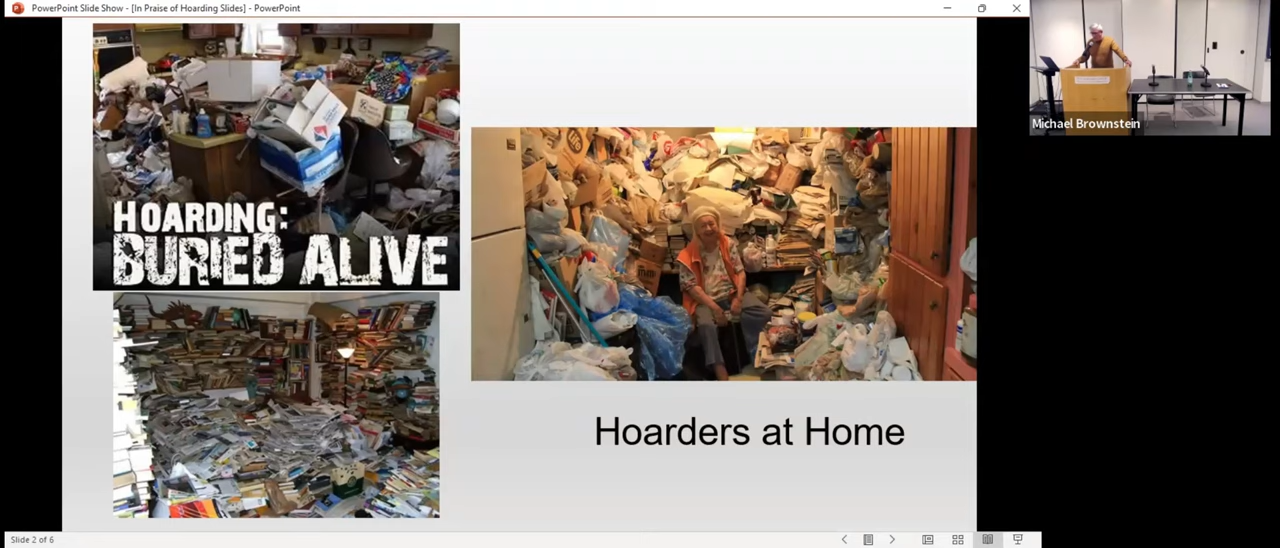 PowerPoint Slide Show - [In Praise of Hoarding Slides] - PowerPoint
HOARDING:
BURIED ALIVE
Hoarders at Home
Michael Brownstein
Slide 2 of 6